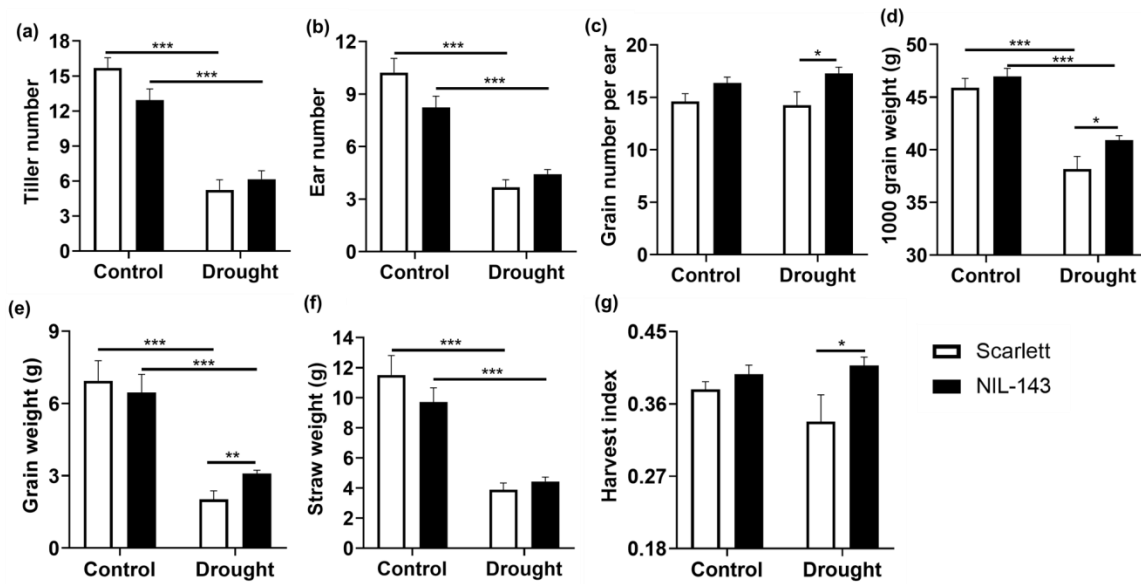 (a)
Tiller number
18
15
12
9
6
3
0
***
***
Control
Drought
(b)
Ear number
12
9
6
3
0
***
***
Control
Drought
(c)
Grain number per ear
20
15
10
5
0
*
Control
Drought
(d)
1000 grain weight (g)
50
45
40
35
30
***
***
*
Control
Drought
(e)
Grain weight (g)
9
6
3
0
***
***
**
Control
Drought
(f)
Straw weight (g)
14
12
10
8
6
4
2
0
***
***
Control
Drought
(g)
Harvest index
0.45
0.36
0.27
0.18
*
Control
Drought
Scarlett
NIL-143